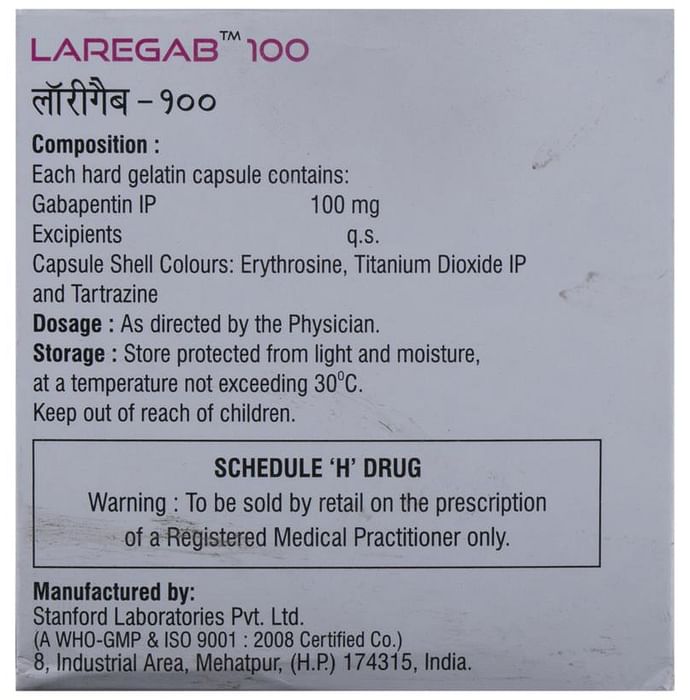 LAREGAB™ 100
लॉरीगैब – १००
Composition :
Each hard gelatin capsule contains:
Gabapentin IP 100 mg
Excipients q.s.
Capsule Shell Colours: Erythrosine, Titanium Dioxide IP
and Tartrazine
Dosage : As directed by the Physician.
Storage : Store protected from light and moisture,
at a temperature not exceeding 30⁰C.
Keep out of reach of children.
SCHEDULE ‘H’ DRUG
Warning : To be sold by retail on the prescription
of a Registered Medical Practitioner only.
Manufactured by:
Stanford Laboratories Pvt. Ltd.
(A WHO-GMP & ISO 9001 : 2008 Certified Co.)
8, Industrial Area, Mehatpur, (H.P.) 174315, India.